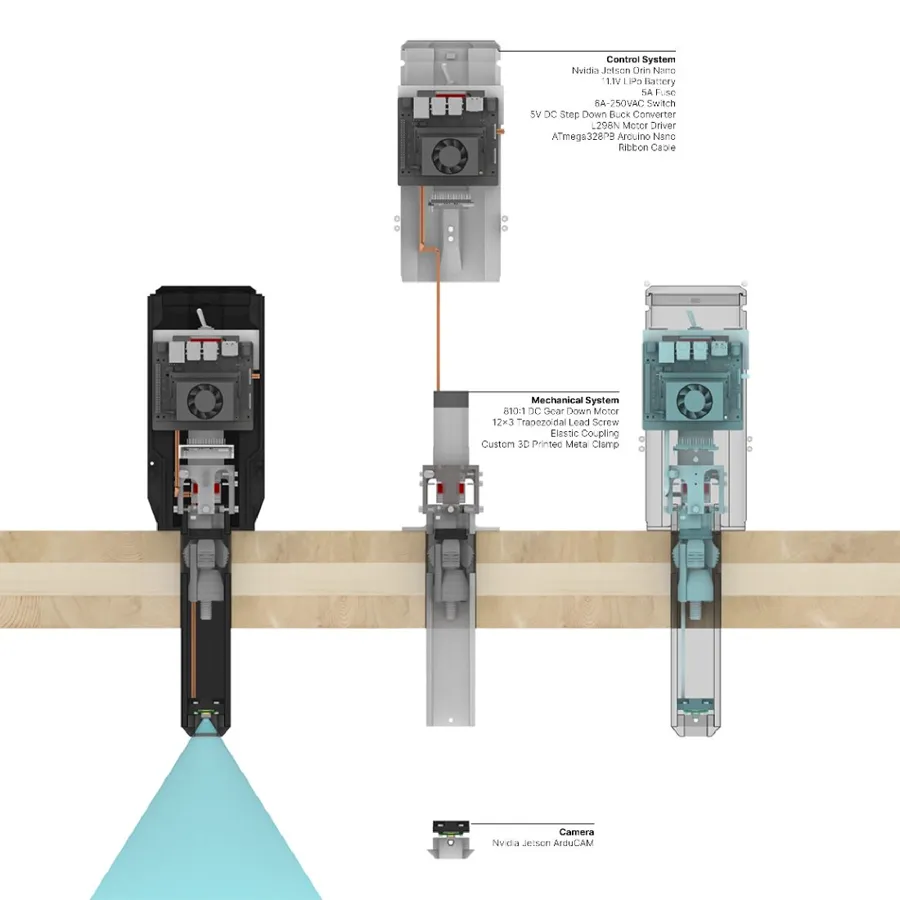 Control System
Nvidia Jetson Orin Nano
11.1V LiPo Battery
5A Fuse
6A-250VAC Switch
5V DC Step Down Buck Converter
L298N Motor Driver
ATmega328PB Arduino Nano
Ribbon Cable
Mechanical System
810:1 DC Gear Down Motor
12×3 Trapezoidal Lead Screw
Elastic Coupling
Custom 3D Printed Metal Clamp
Camera
Nvidia Jetson ArduCAM